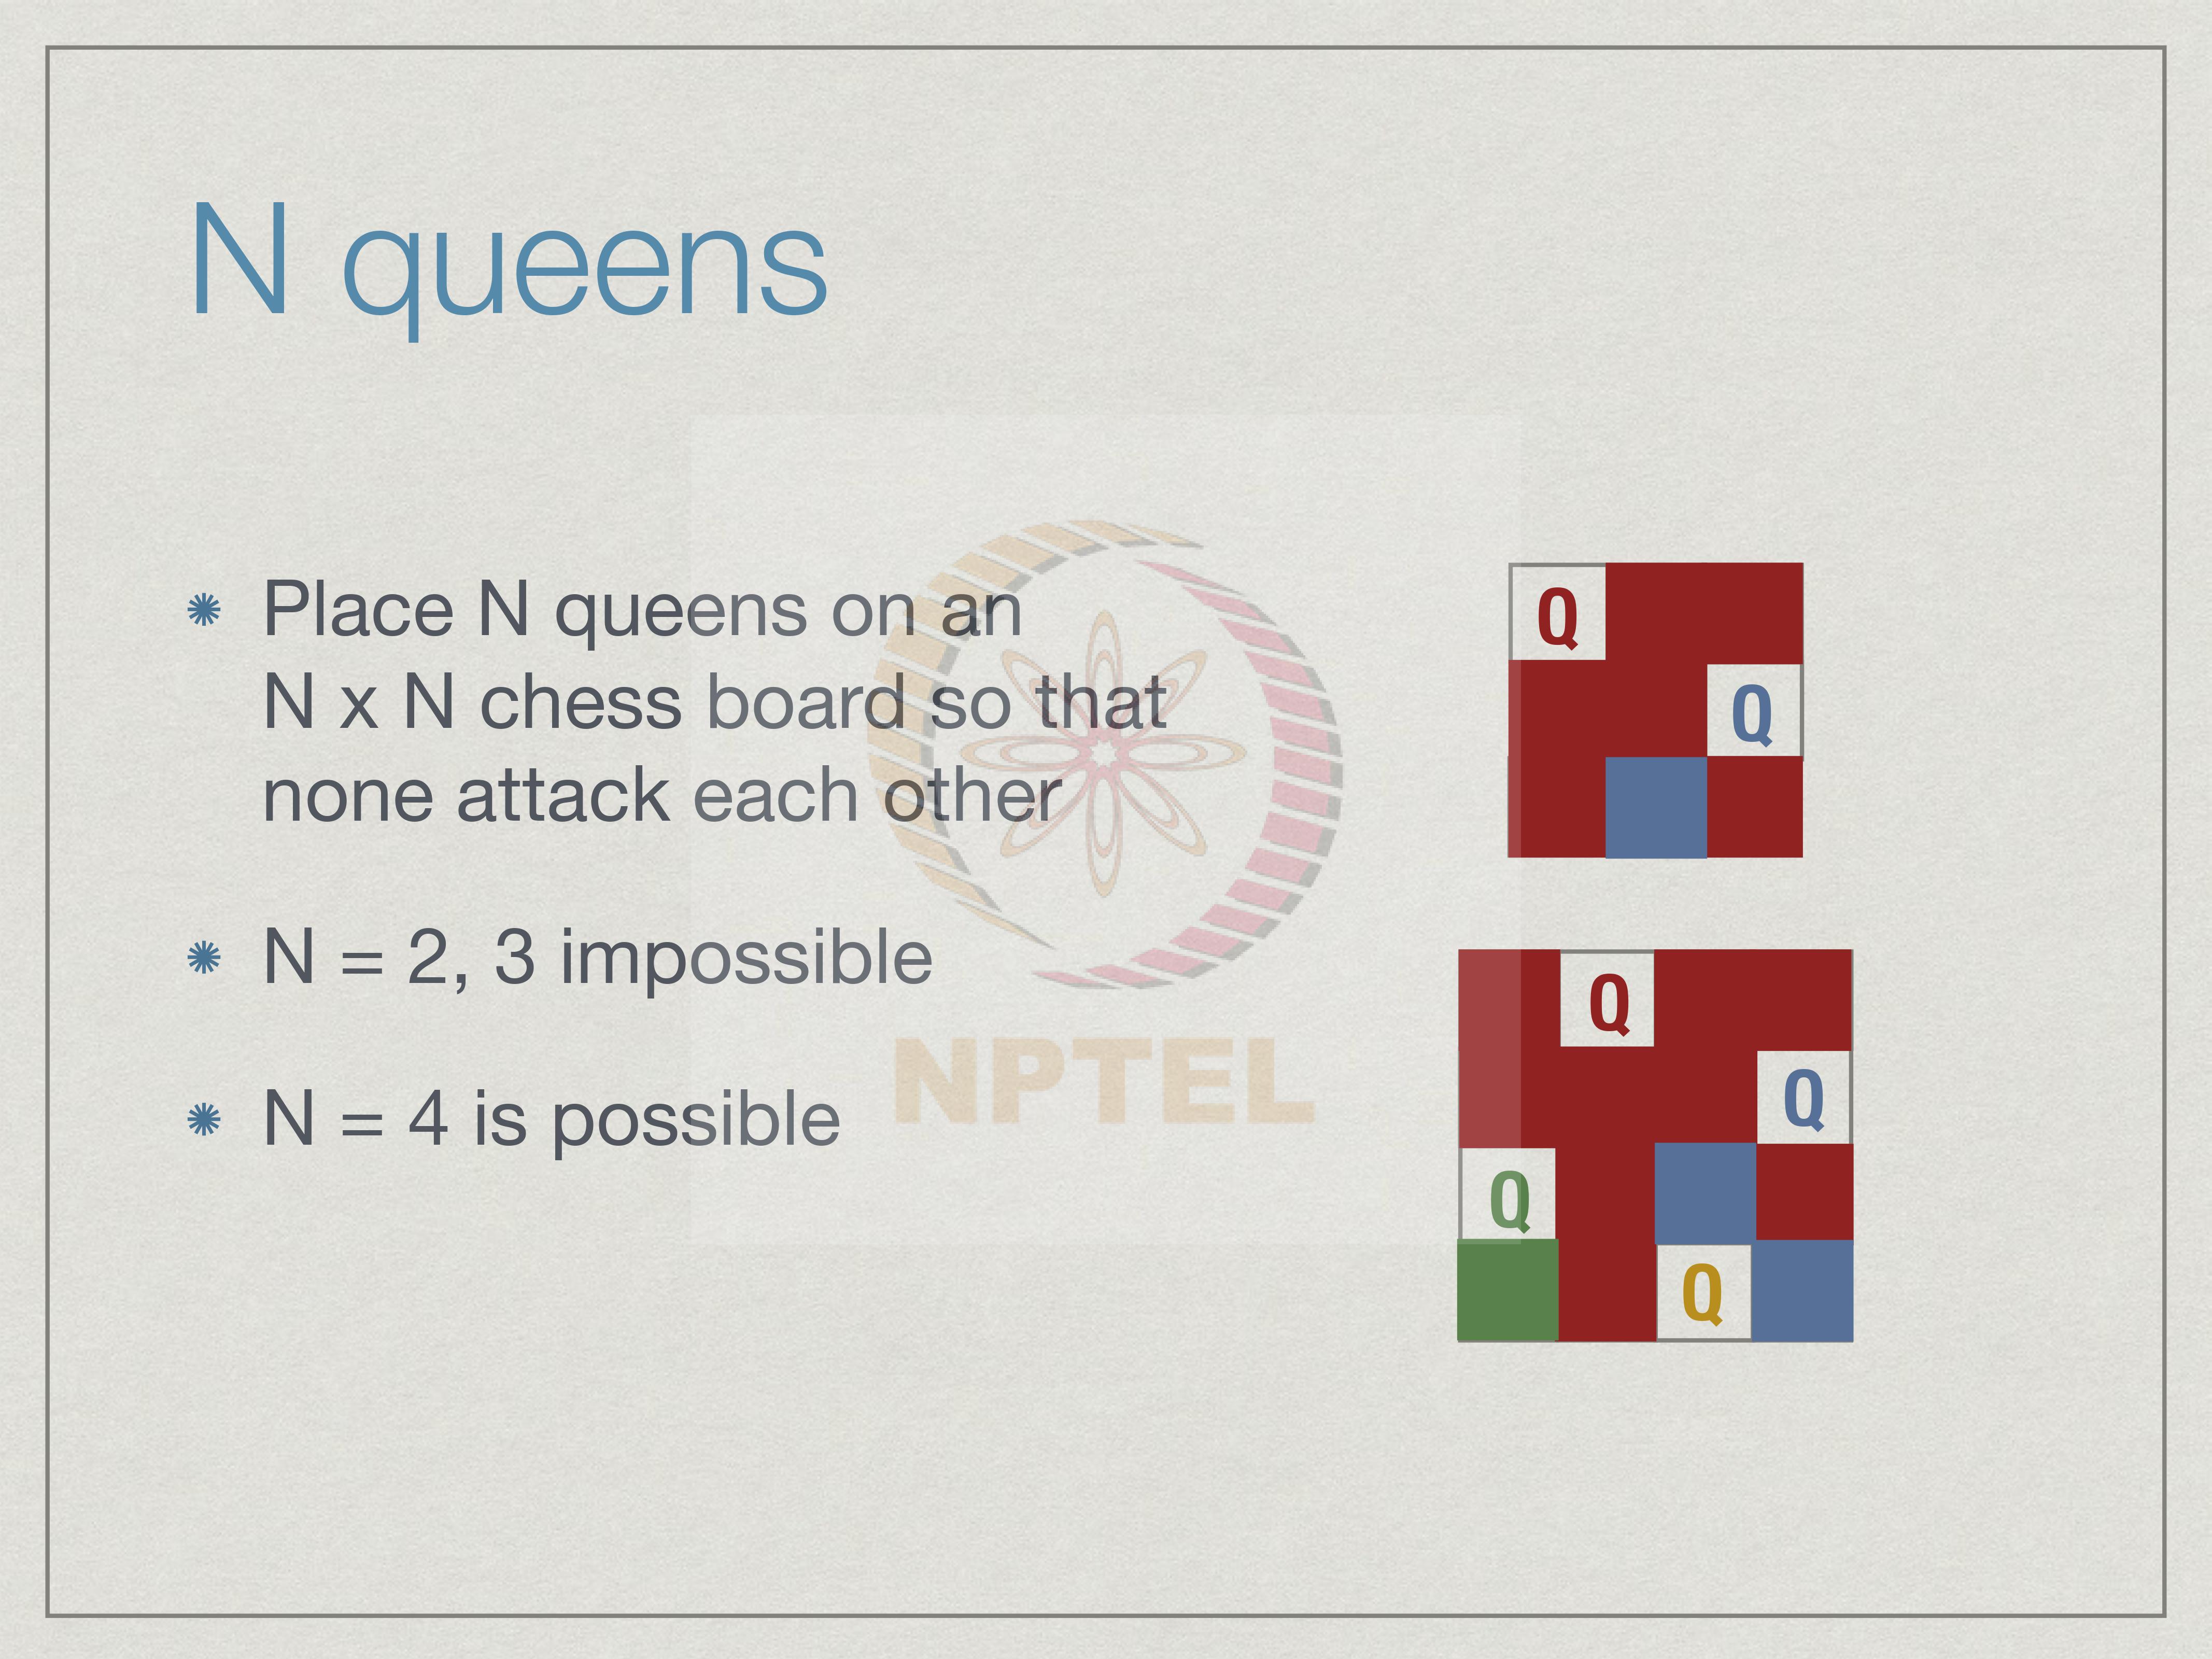 N queens
Place N queens on an
N x N chess board so that
none attack each other
N = 2, 3 impossible
N = 4 is possible
Q
Q
Q
Q
Q
Q
NPTEL